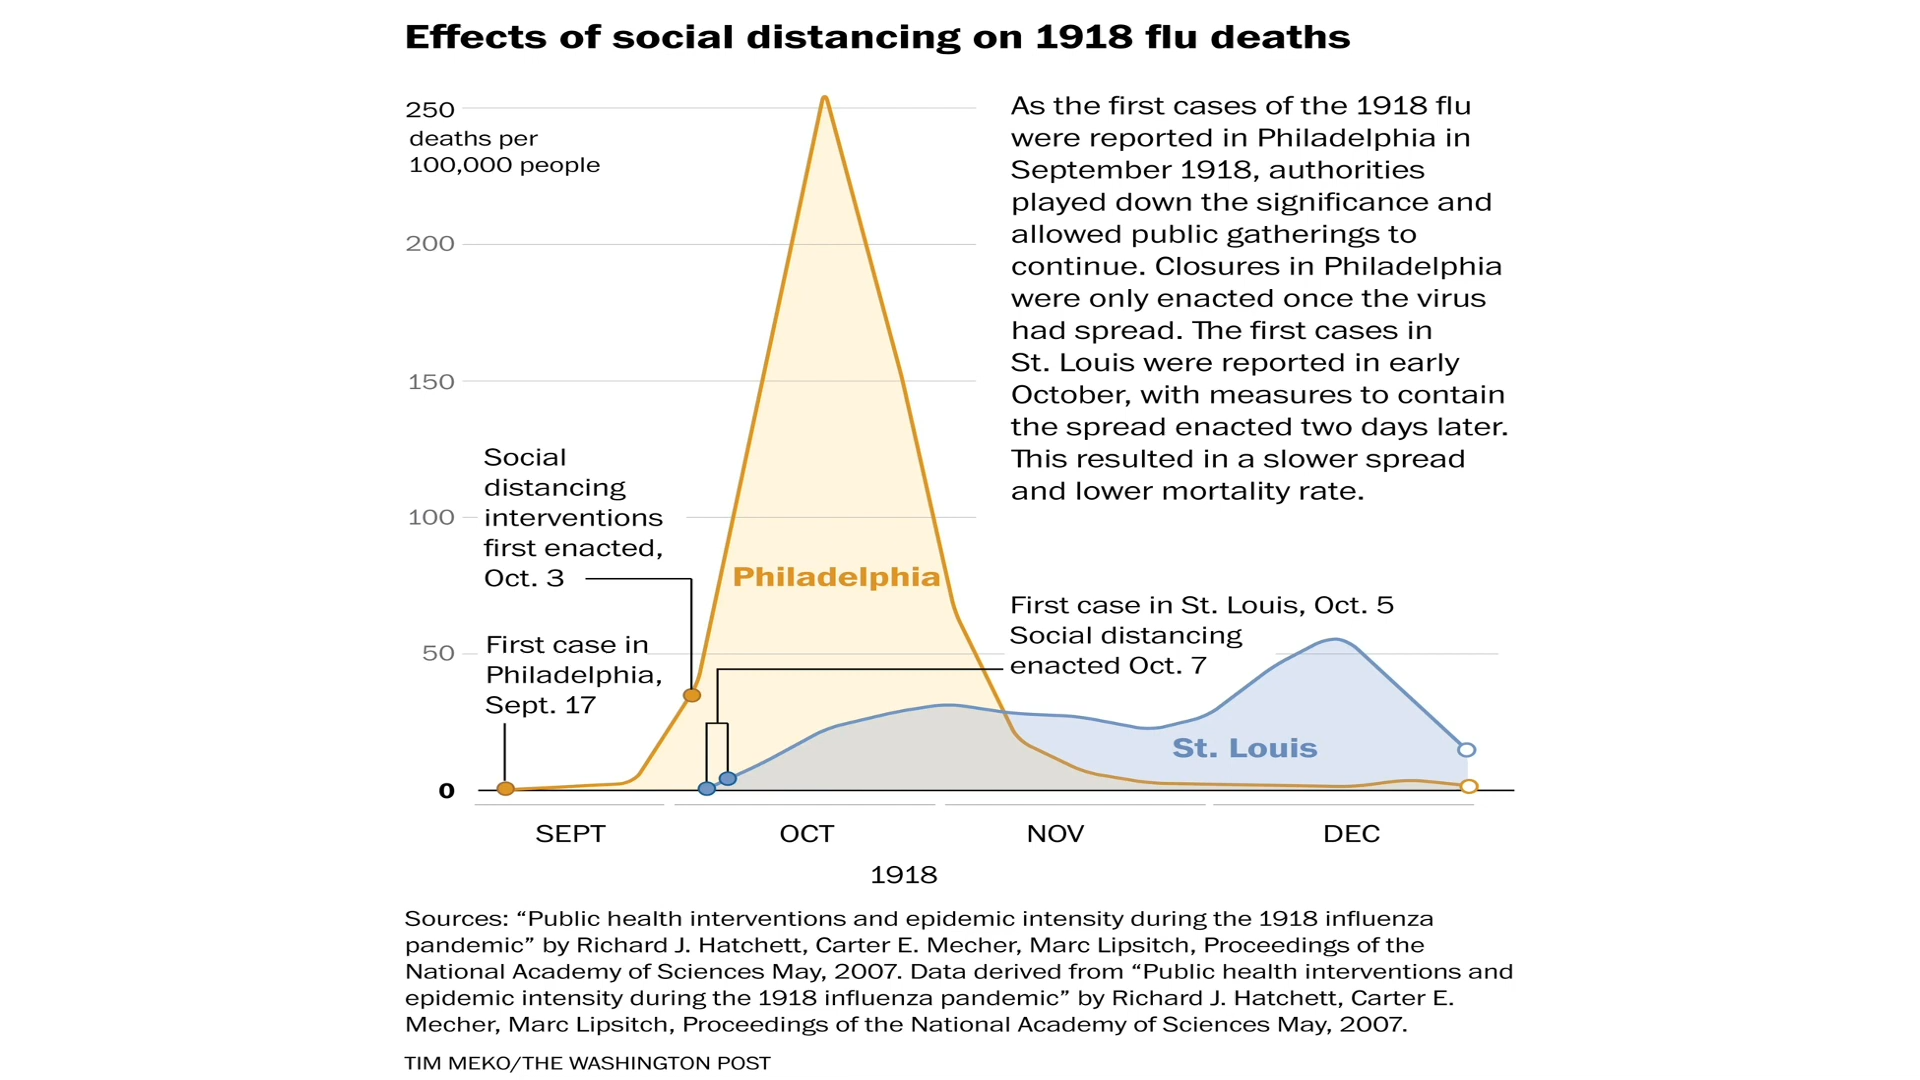 Effects of social distancing on 1918 flu deaths
250
deaths per
100,000 people
200
150
100
50
0
As the first cases of the 1918 flu
were reported in Philadelphia in
September 1918, authorities
played down the significance and
allowed public gatherings to
continue. Closures in Philadelphia
were only enacted once the virus
had spread. The first cases in
St. Louis were reported in early
October, with measures to contain
the spread enacted two days later.
This resulted in a slower spread
and lower mortality rate.
Social
distancing
interventions
first enacted,
Oct. 3
Philadelphia
First case in
Philadelphia,
Sept. 17
First case in St. Louis, Oct. 5
Social distancing
enacted Oct. 7
St. Louis
SEPT
OCT
NOV
DEC
1918
Sources: “Public health interventions and epidemic intensity during the 1918 influenza
pandemic” by Richard J. Hatchett, Carter E. Mecher, Marc Lipsitch, Proceedings of the
National Academy of Sciences May, 2007. Data derived from “Public health interventions and
epidemic intensity during the 1918 influenza pandemic” by Richard J. Hatchett, Carter E.
Mecher, Marc Lipsitch, Proceedings of the National Academy of Sciences May, 2007.
TIM MEKO/THE WASHINGTON POST